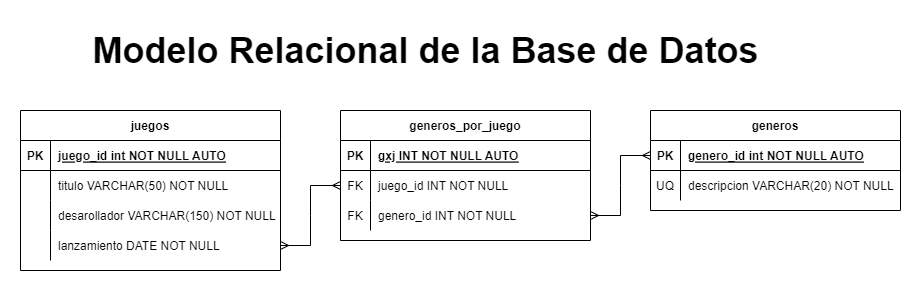 Modelo Relacional de la Base de Datos
juegos
PK juego_id int NOT NULL AUTO
titulo VARCHAR(50) NOT NULL
desarollador VARCHAR(150) NOT NULL
lanzamiento DATE NOT NULL
generos_por_juego
PK gxj INT NOT NULL AUTO
FK juego_id INT NOT NULL
FK genero_id INT NOT NULL
generos
PK genero_id int NOT NULL AUTO
UQ descripcion VARCHAR(20) NOT NULL